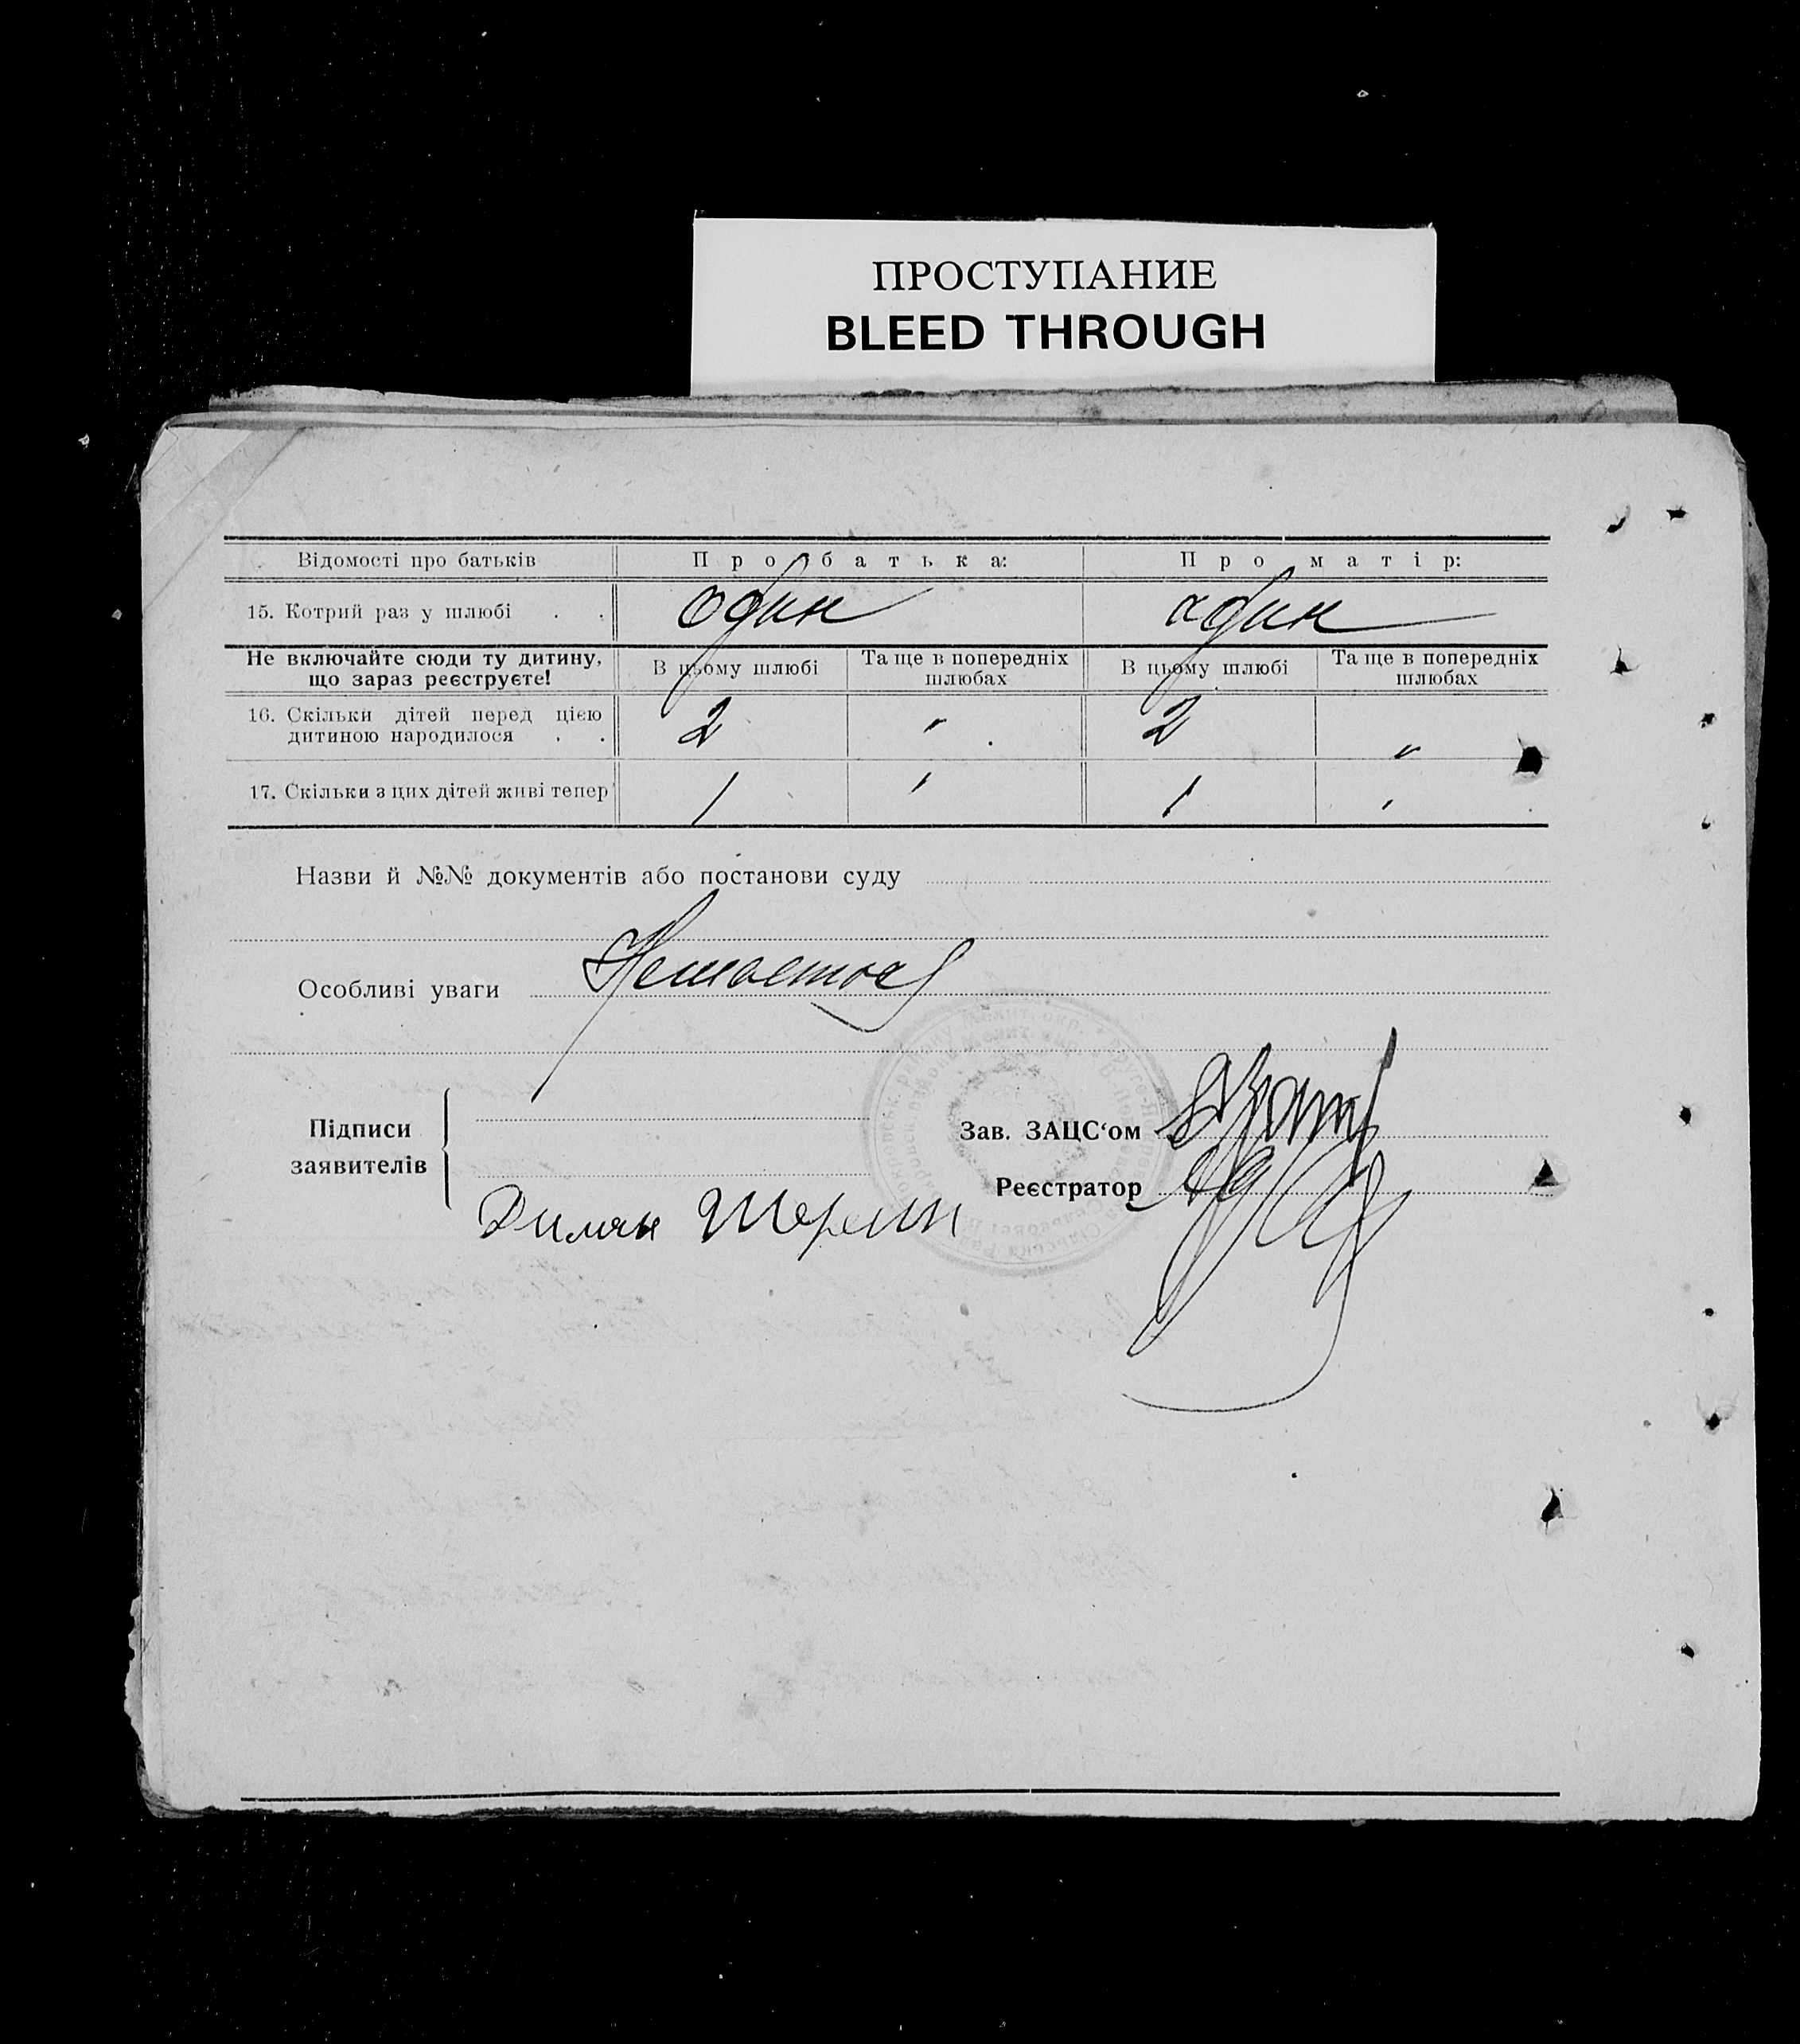 ПРОСТУПАНИЕ
BLEED THROUGH
Відомості про батьків Про батька: Про матір:
15. Котрий раз у шлюбі . . один один
Не включайте сюди ту дитину, що зараз реєструєте! В цьому шлюбі Та ще в попередніх шлюбах В цьому шлюбі Та ще в попередніх шлюбах
16. Скільки дітей перед цією дитиною народилося . . 2 " 2 "
17. Скільки з цих дітей живі тепер 1 ' 1 '
Назви й №№ документів або постанови суду
Особливі уваги
Підписи заявителів
Зав. ЗАЦС‘ом
Реєстратор